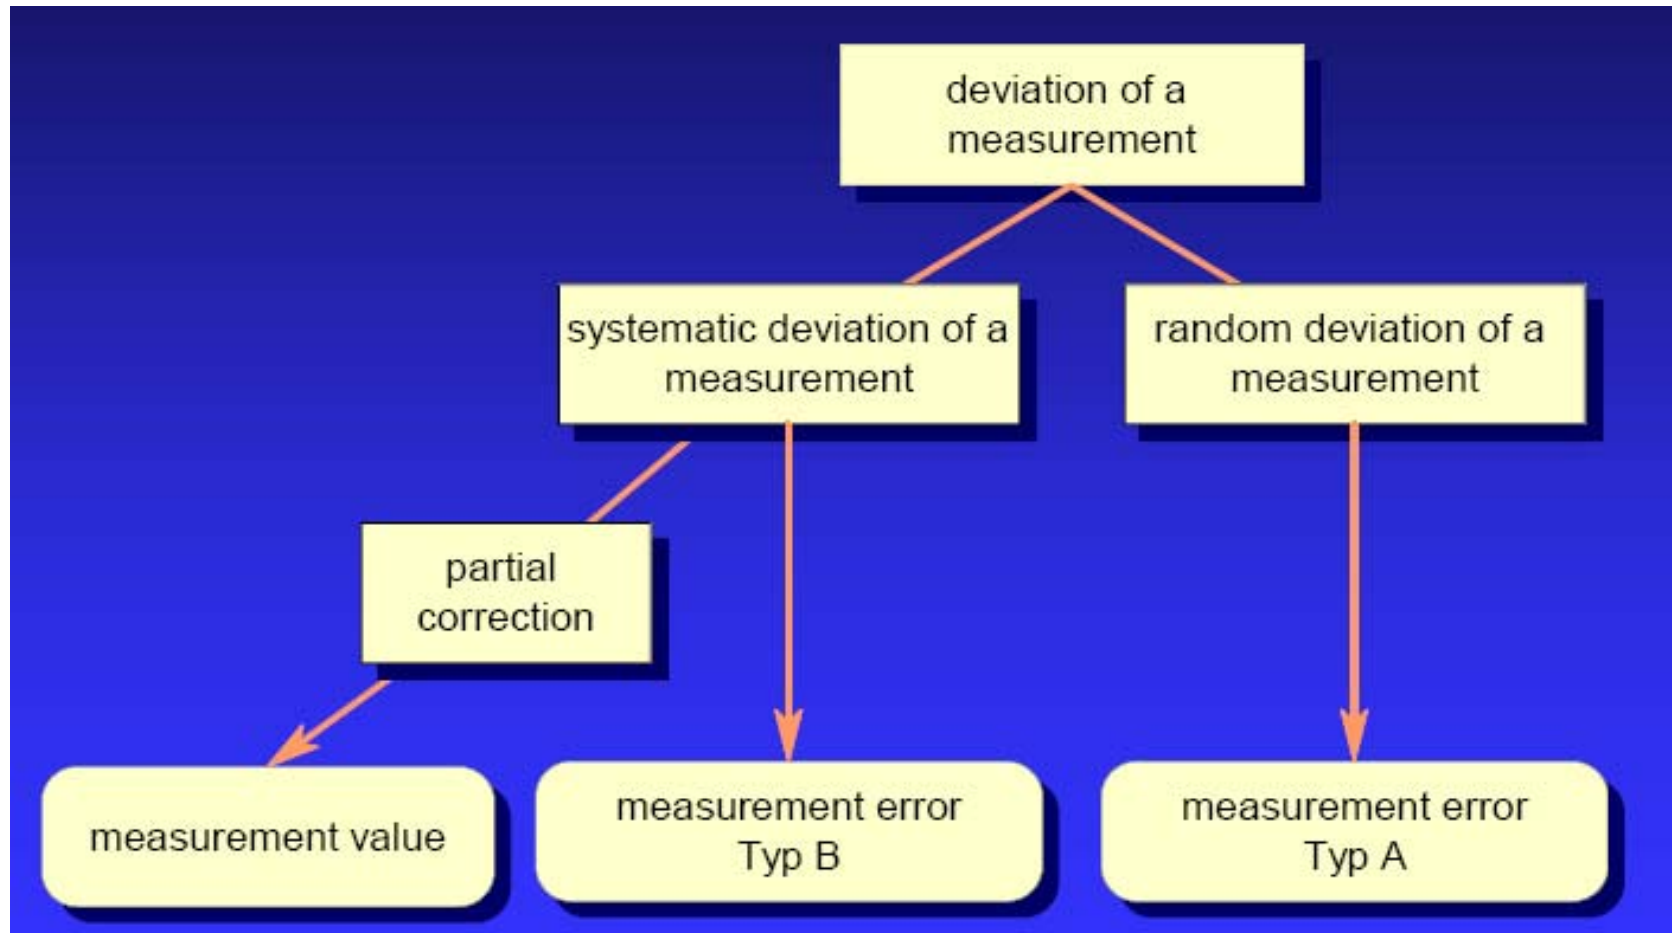 deviation of a
measurement
systematic deviation of a
measurement
random deviation of a
measurement
partial
correction
measurement value
measurement error
Typ B
measurement error
Typ A